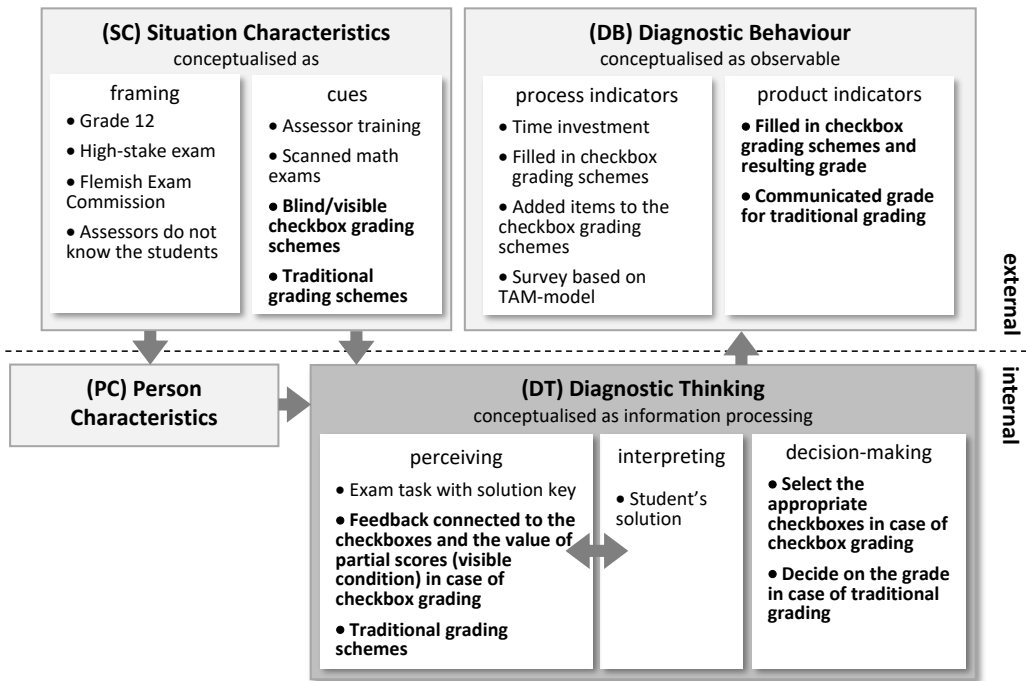 (SC) Situation Characteristics
conceptualised as
framing
• Grade 12
• High-stake exam
• Flemish Exam
Commission
• Assessors do not
know the students
cues
• Assessor training
• Scanned math
exams
• Blind/visible
checkbox grading
schemes
• Traditional
grading schemes
(DB) Diagnostic Behaviour
conceptualised as observable
process indicators
• Time investment
• Filled in checkbox
grading schemes
• Added items to the
checkbox grading
schemes
• Survey based on
TAM-model
product indicators
• Filled in checkbox
grading schemes and
resulting grade
• Communicated grade
for traditional grading
external
internal
(PC) Person
Characteristics
(DT) Diagnostic Thinking
conceptualised as information processing
perceiving
• Exam task with solution key
• Feedback connected to the
checkboxes and the value of
partial scores (visible
condition) in case of
checkbox grading
• Traditional grading
schemes
interpreting
• Student's
solution
decision-making
• Select the
appropriate
checkboxes in case of
checkbox grading
• Decide on the grade
in case of traditional
grading